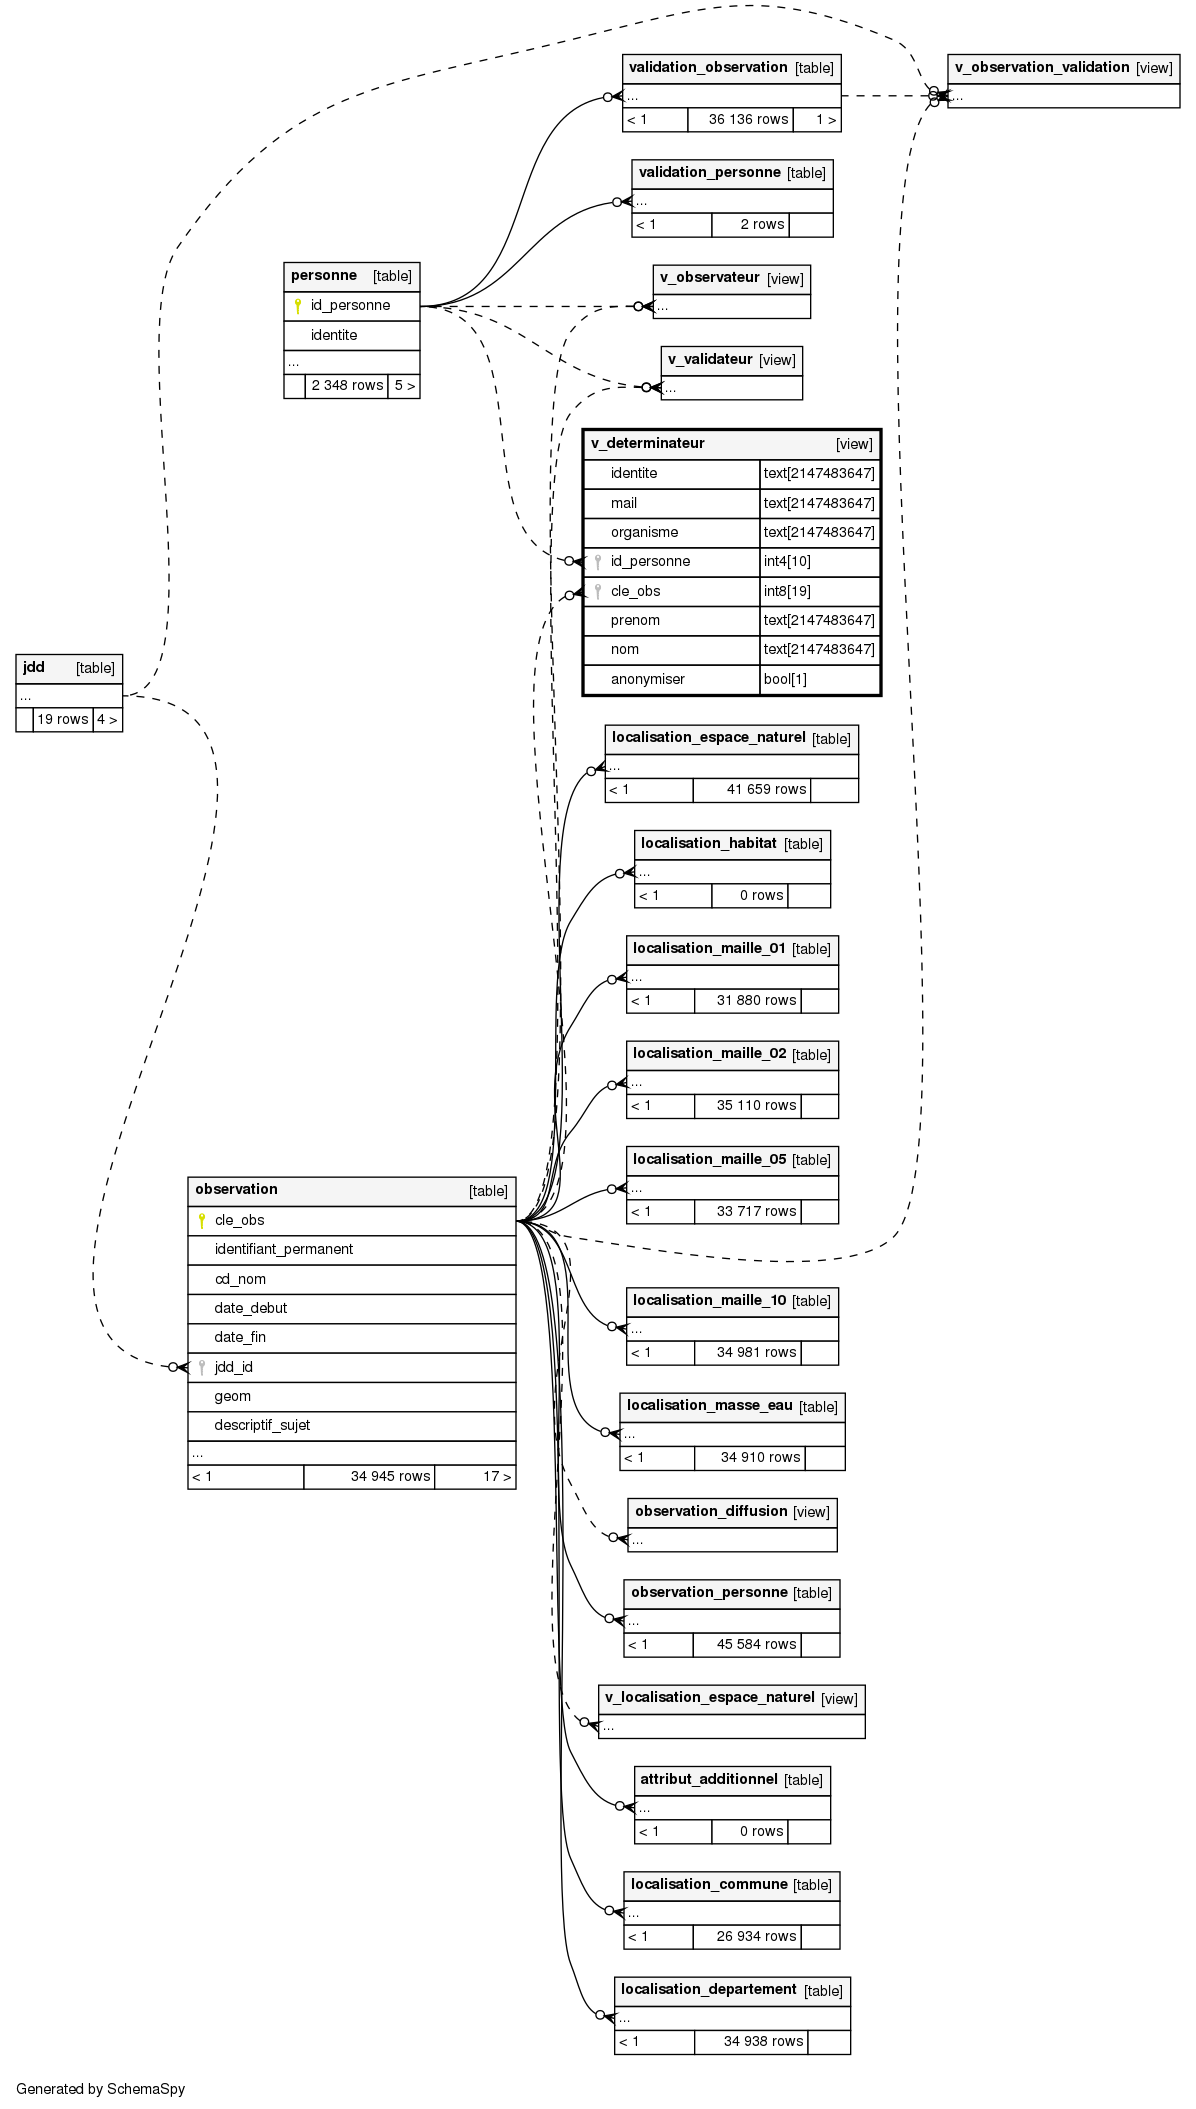 validation_observation [table]
...
< 1 36 136 rows 1 >
v_observation_validation [view]
...
validation_personne [table]
...
< 1 2 rows
personne [table]
id_personne
identite
...
2 348 rows 5 >
v_observateur [view]
...
v_validateur [view]
...
v_determinateur [view]
identite text[2147483647]
mail text[2147483647]
organisme text[2147483647]
id_personne int4[10]
cle_obs int8[19]
prenom text[2147483647]
nom text[2147483647]
anonymiser bool[1]
jdd [table]
...
19 rows 4 >
localisation_espace_naturel [table]
...
< 1 41 659 rows
localisation_habitat [table]
...
< 1 0 rows
localisation_maille_01 [table]
...
< 1 31 880 rows
localisation_maille_02 [table]
...
< 1 35 110 rows
localisation_maille_05 [table]
...
< 1 33 717 rows
observation [table]
cle_obs
identifiant_permanent
cd_nom
date_debut
date_fin
jdd_id
geom
descriptif_sujet
...
< 1 34 945 rows 17 >
localisation_maille_10 [table]
...
< 1 34 981 rows
localisation_masse_eau [table]
...
< 1 34 910 rows
observation_diffusion [view]
...
observation_personne [table]
...
< 1 45 584 rows
v_localisation_espace_naturel [view]
...
attribut_additionnel [table]
...
< 1 0 rows
localisation_commune [table]
...
< 1 26 934 rows
localisation_departement [table]
...
< 1 34 938 rows
Generated by SchemaSpy